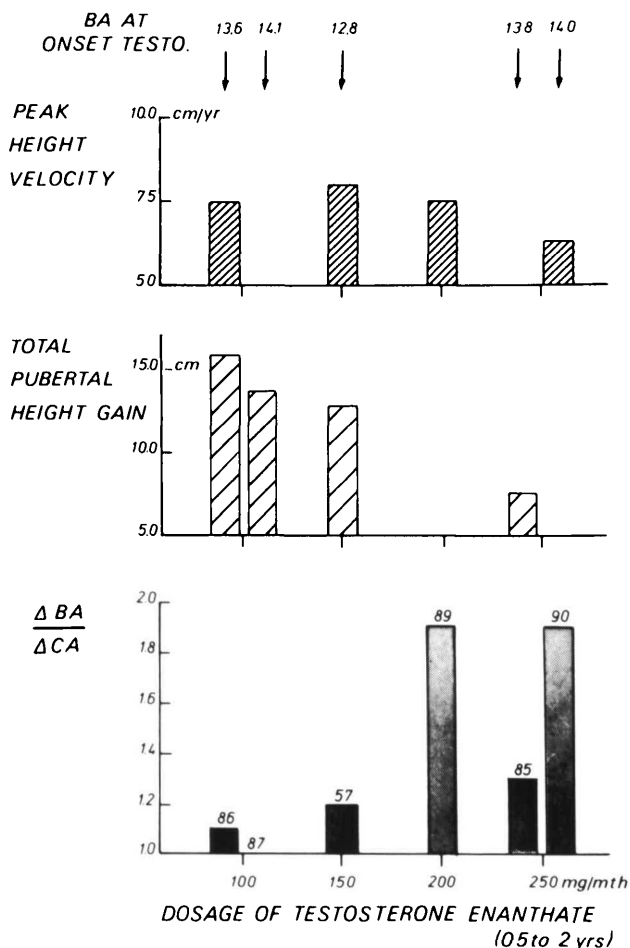 BA AT
ONSET TESTO.
13.6 14.1 12.8 13 8 14 0
PEAK
HEIGHT
VELOCITY
10.0 cm/yr
7.5
5.0
TOTAL
PUBERTAL
HEIGHT GAIN
15.0 cm
10.0
5.0
Δ BA
Δ CA
2.0
1.8
1.6
1.4
1.2
1.0
86
87
57
89
85
90
100 150 200 250 mg/mth
DOSAGE OF TESTOSTERONE ENANTHATE
(0.5 to 2 yrs)